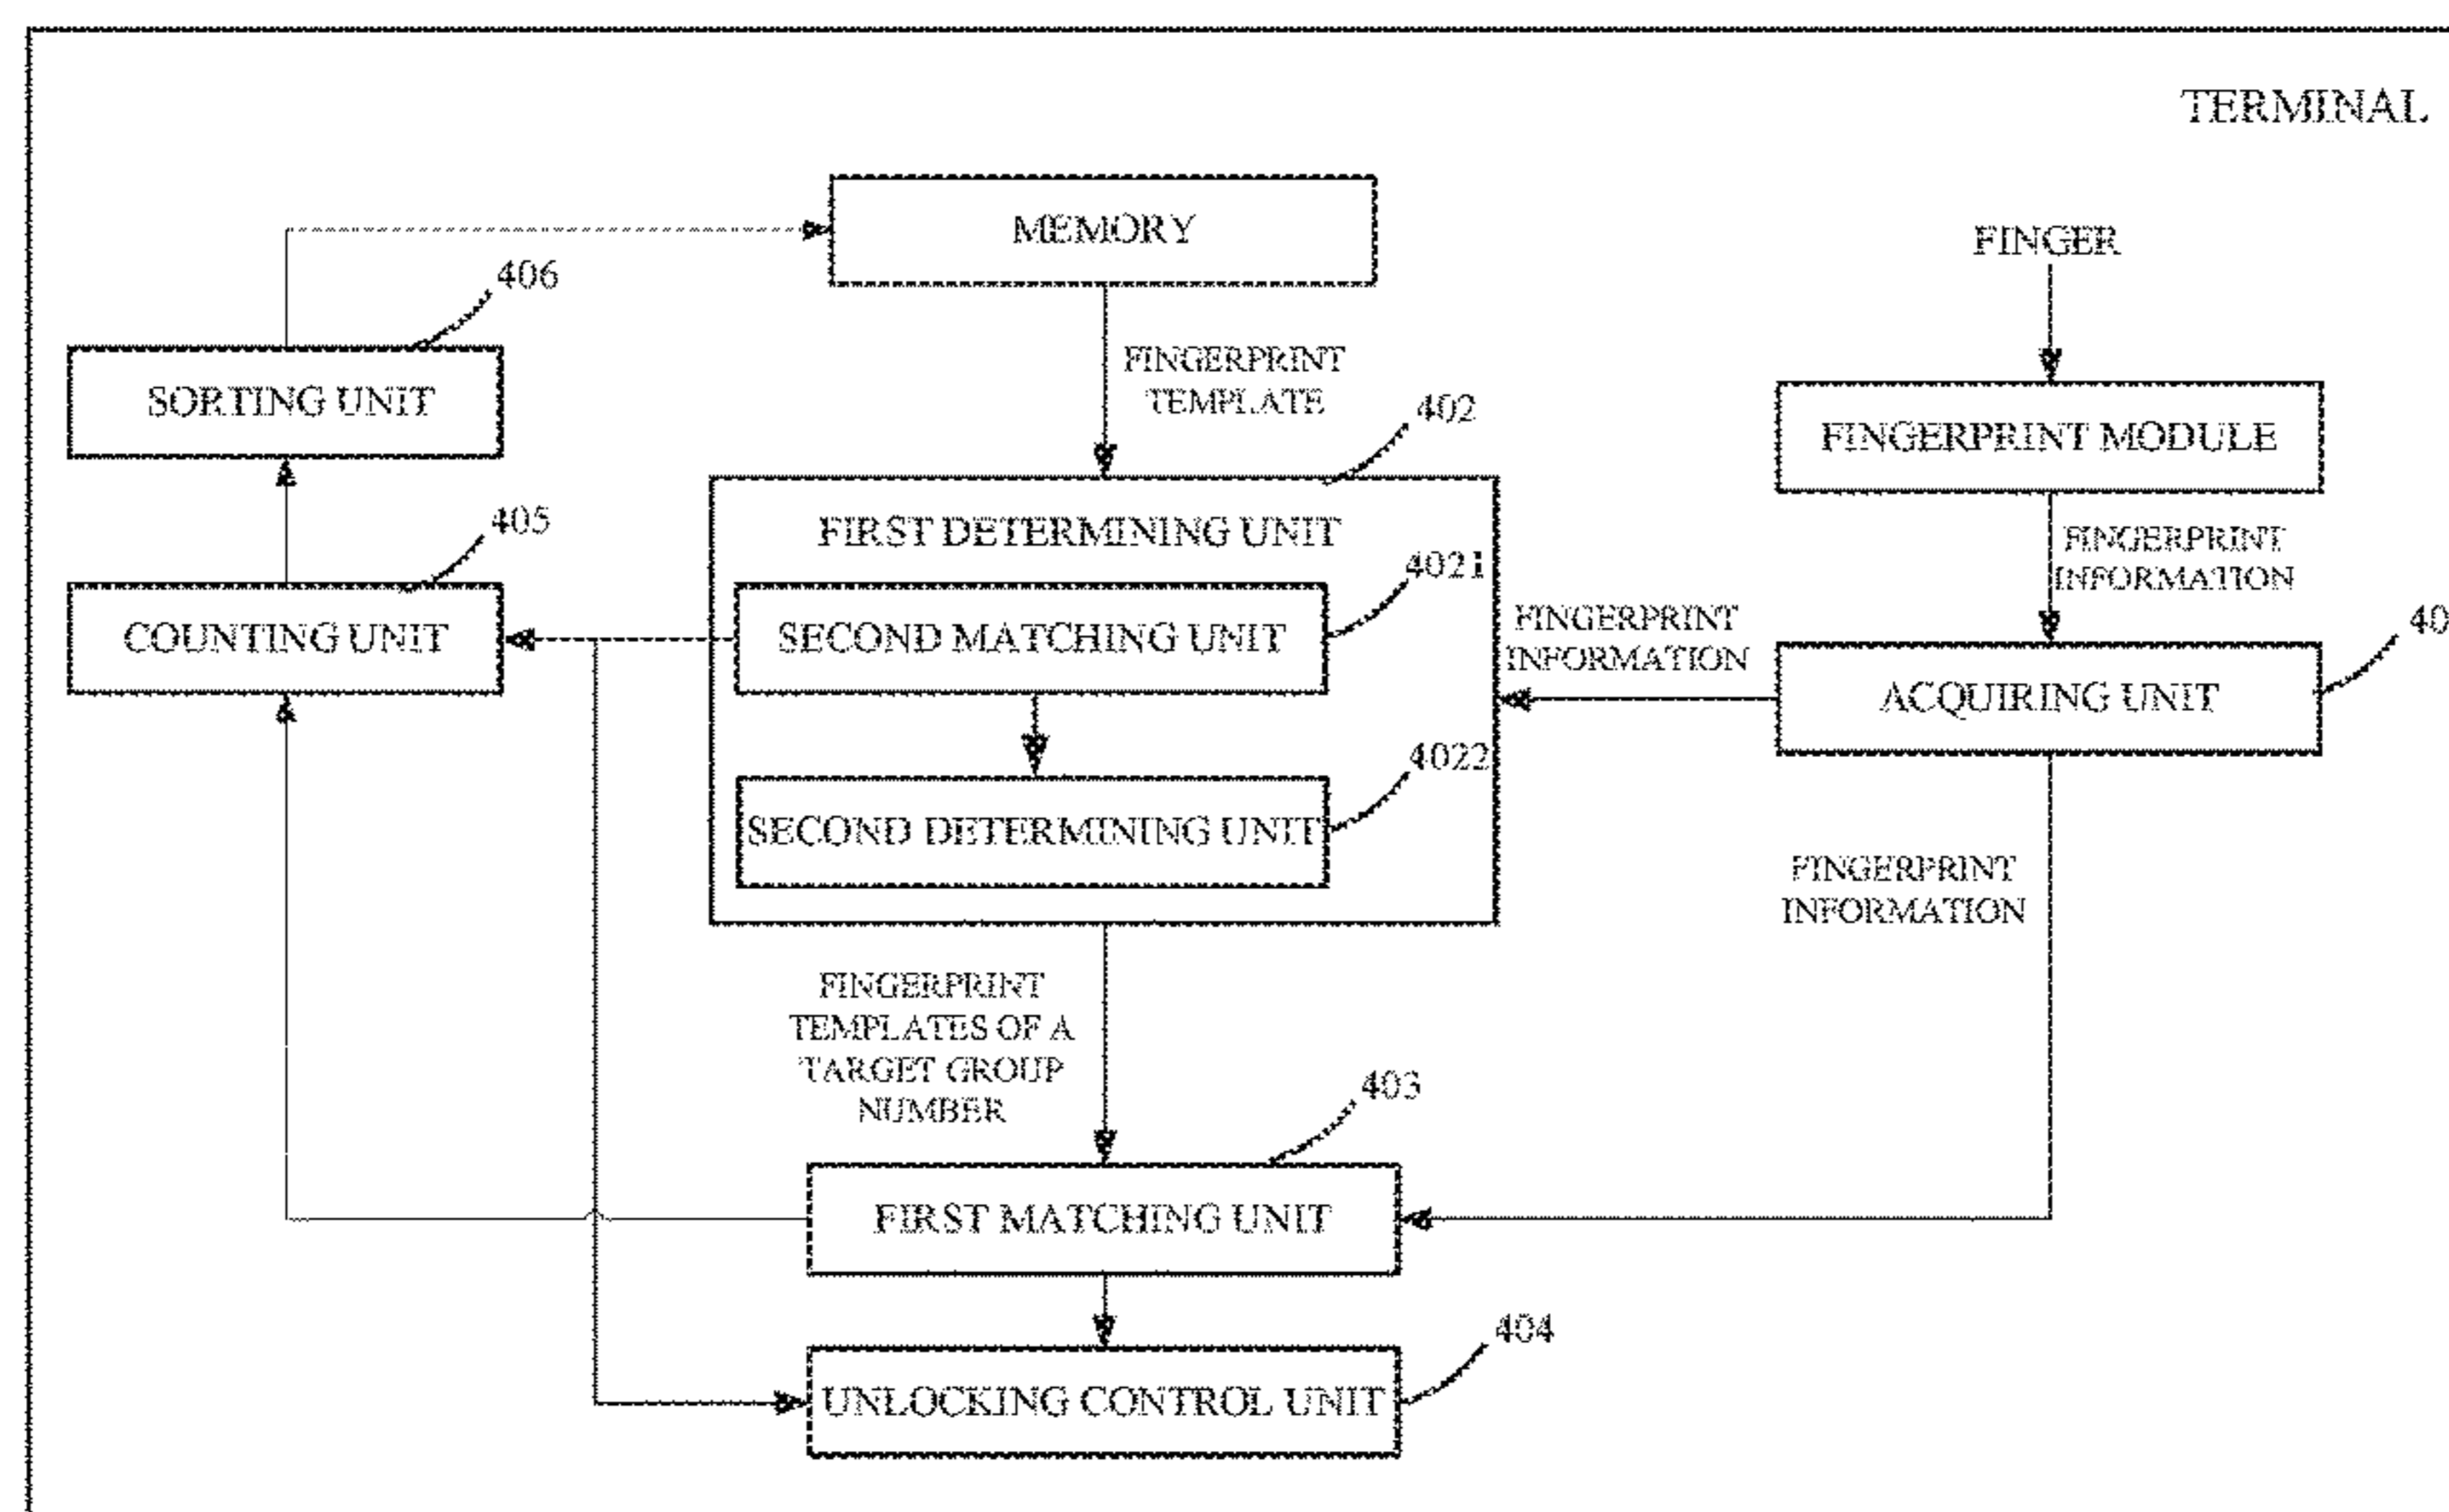 TERMINAL
MEMORY
FINGER
406
SORTING UNIT
FINGERPRINT
TEMPLATE
402
FINGERPRINT MODULE
405
FIRST DETERMINING UNIT
FINGERPRINT
INFORMATION
4021
COUNTING UNIT
SECOND MATCHING UNIT
FINGERPRINT
INFORMATION
40
ACQUIRING UNIT
4022
SECOND DETERMINING UNIT
FINGERPRINT
INFORMATION
FINGERPRINT
TEMPLATES OF A
TARGET GROUP
NUMBER
403
FIRST MATCHING UNIT
404
UNLOCKING CONTROL UNIT